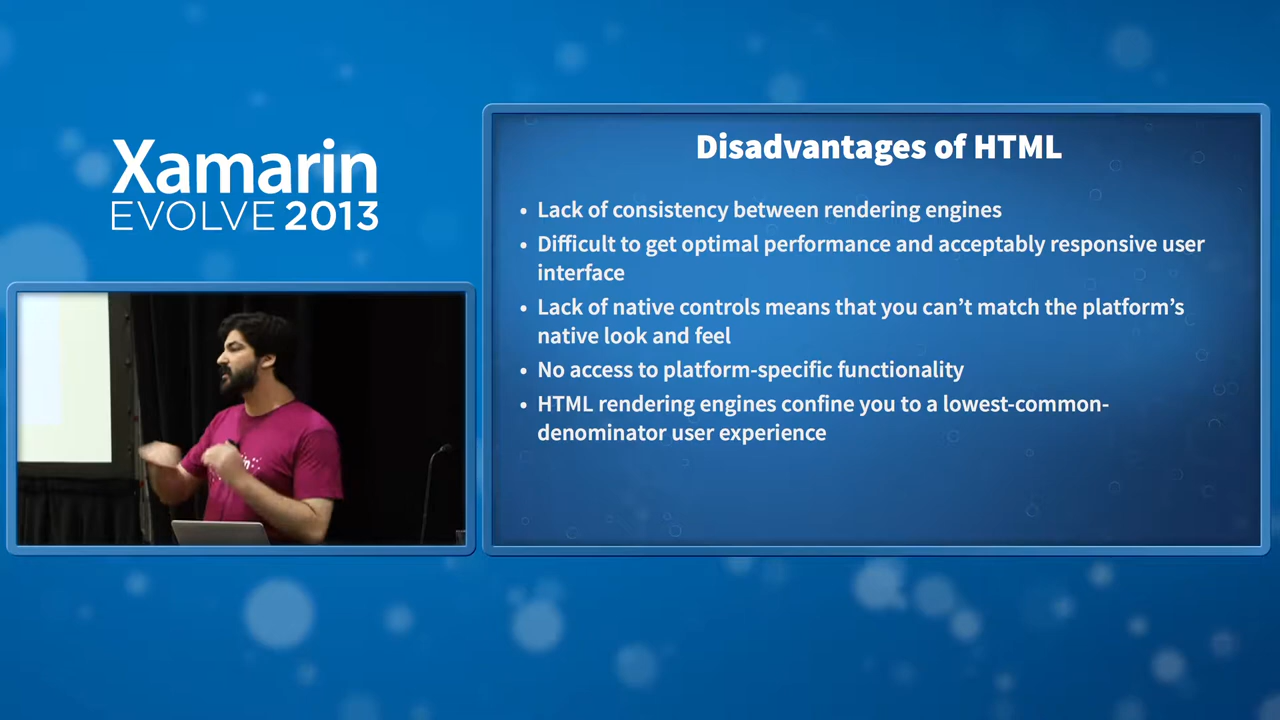 Xamarin
EVOLVE 2013
Disadvantages of HTML
• Lack of consistency between rendering engines
• Difficult to get optimal performance and acceptably responsive user
interface
• Lack of native controls means that you can’t match the platform’s
native look and feel
• No access to platform-specific functionality
• HTML rendering engines confine you to a lowest-common-
denominator user experience